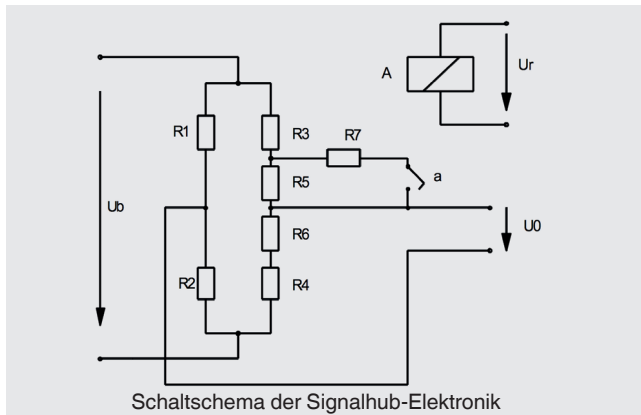 A
Ur
R1
R3
R7
R5
a
Ub
R6
U0
R2
R4
Schaltschema der Signalhub-Elektronik